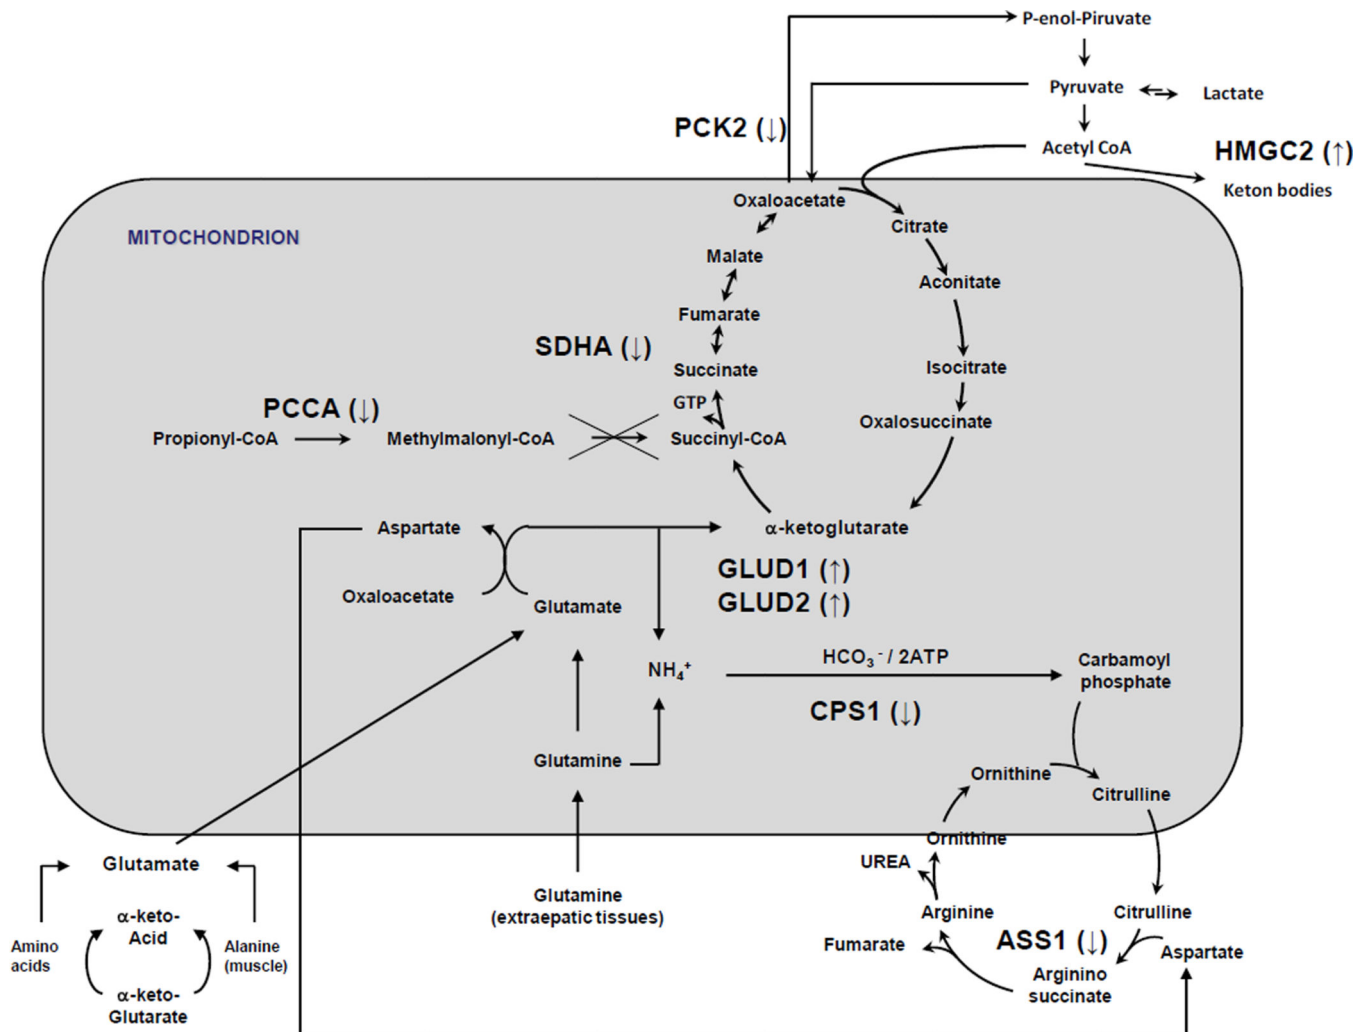 P-enol-Piruvate
Pyruvate
Lactate
PCK2 (↓)
Acetyl CoA
HMGC2 (↑)
Keton bodies
Oxaloacetate
Citrate
MITOCHONDRION
Malate
Aconitate
Fumarate
SDHA (↓)
Succinate
Isocitrate
GTP
PCCA (↓)
Oxalosuccinate
Propionyl-CoA
Methylmalonyl-CoA
Succinyl-CoA
Aspartate
α-ketoglutarate
GLUD1 (↑)
GLUD2 (↑)
Oxaloacetate
Glutamate
HCO₃⁻ / 2ATP
NH₄⁺
Carbamoyl
phosphate
CPS1 (↓)
Glutamine
Ornithine
Citrulline
Ornithine
Glutamate
UREA
Glutamine
(extraepatic tissues)
α-keto-
Acid
Arginine
Citrulline
Amino
acids
Alanine
(muscle)
Fumarate
ASS1 (↓)
Aspartate
Arginino
succinate
α-keto-
Glutarate